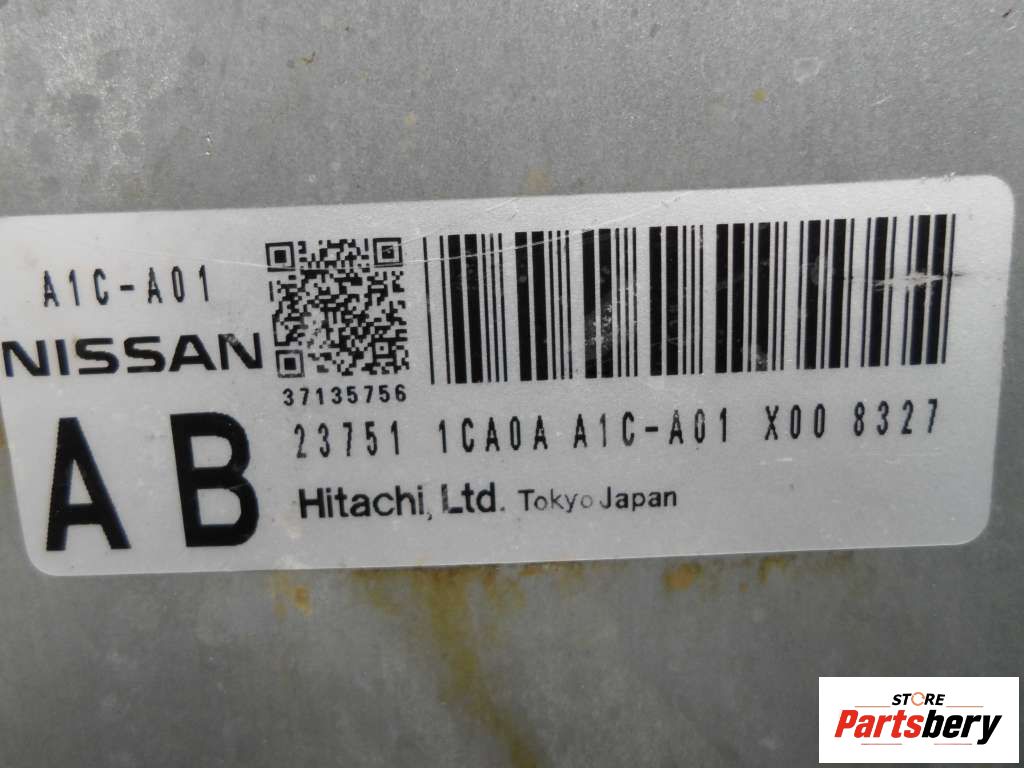 A1C-A01
NISSAN
AB
37135756
23751 1CA0A A1C-A01 X00 8327
Hitachi, Ltd. Tokyo Japan
STORE
Partsbery